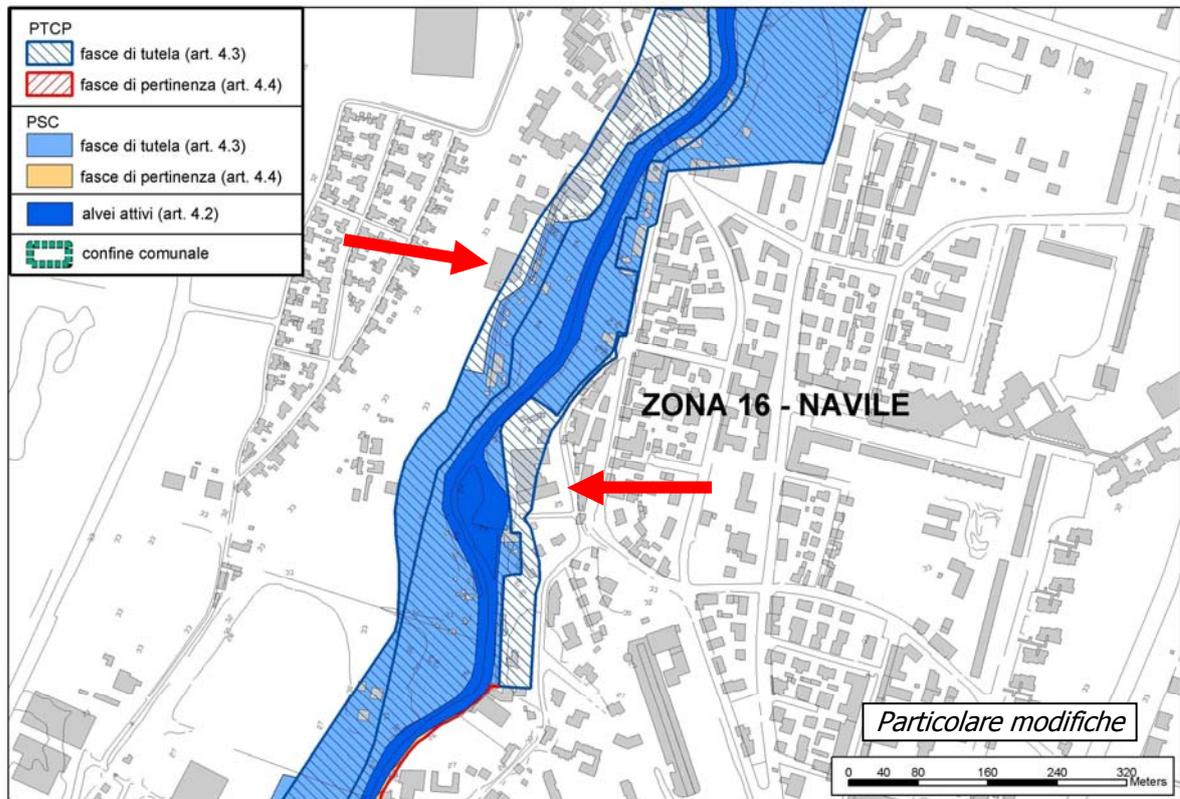 PTCP
fasce di tutela (art. 4.3)
fasce di pertinenza (art. 4.4)
PSC
fasce di tutela (art. 4.3)
fasce di pertinenza (art. 4.4)
alvei attivi (art. 4.2)
confine comunale
ZONA 16 - NAVILE
Particolare modifiche
0 40 80 160 240 320
Meters